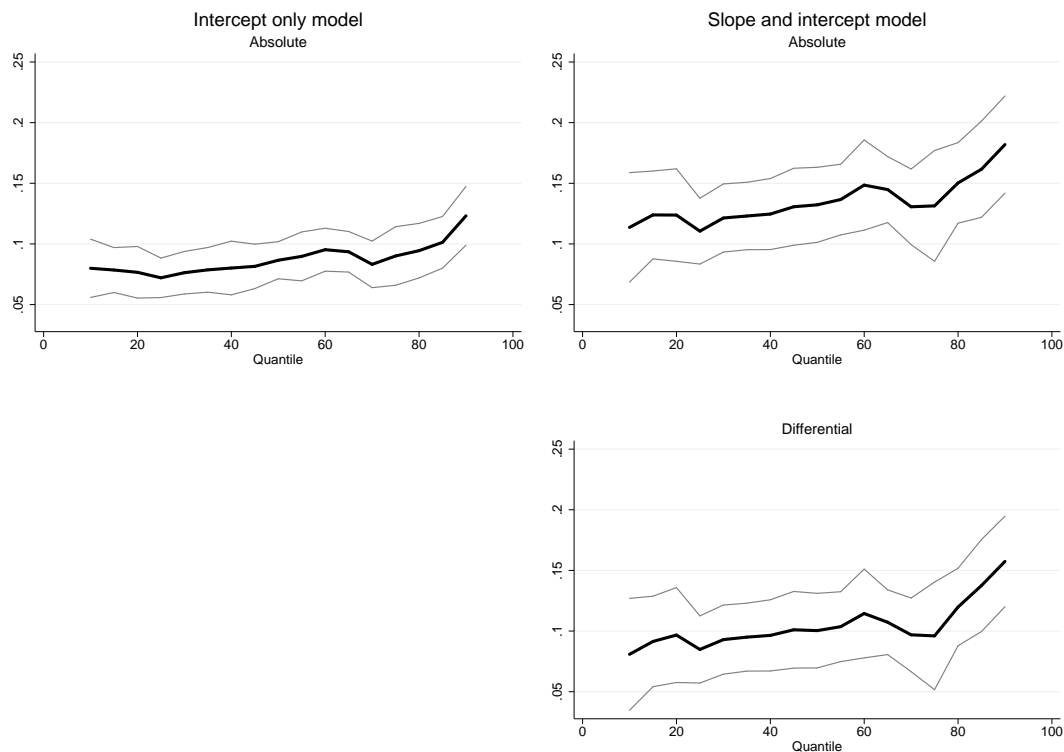 Intercept only model
Absolute
.25
.2
.15
.1
.05
0 20 40 60 80 100
Quantile
Slope and intercept model
Absolute
.25
.2
.15
.1
.05
0 20 40 60 80 100
Quantile
Differential
.25
.2
.15
.1
.05
0 20 40 60 80 100
Quantile